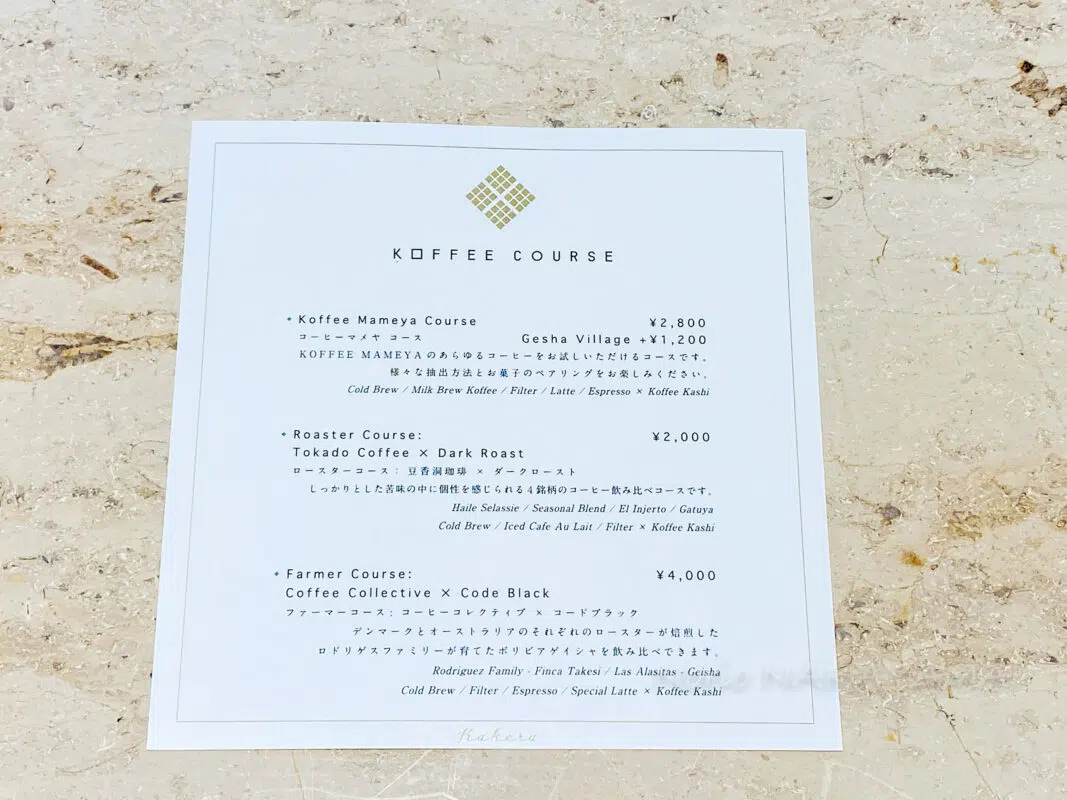 KOFFEE COURSE
Koffee Mameya Course ¥2,800
コーヒーマメヤ コース Gesha Village +¥1,200
KOFFEE MAMEYAのあらゆるコーヒーをお試しいただけるコースです。
様々な抽出方法とお菓子のペアリングをお楽しみください。
Cold Brew / Milk Brew Koffee / Filter / Latte / Espresso × Koffee Kashi
Roaster Course: ¥2,000
Tokado Coffee × Dark Roast
ロースターコース: 豆香洞珈琲 × ダークロースト
しっかりとした苦味の中に個性を感じられる4銘柄のコーヒー飲み比べコースです。
Haile Selassie / Seasonal Blend / El Injerto / Gatuya
Cold Brew / Iced Cafe Au Lait / Filter × Koffee Kashi
Farmer Course: ¥4,000
Coffee Collective × Code Black
ファーマーコース: コーヒーコレクティブ × コードブラック
デンマークとオーストラリアのそれぞれのロースターが焙煎した
ロドリゲスファミリーが育てたボリビアゲイシャを飲み比べできます。
Rodriguez Family - Finca Takesi / Las Alasitas - Geisha
Cold Brew / Filter / Espresso / Special Latte × Koffee Kashi
Kakeru